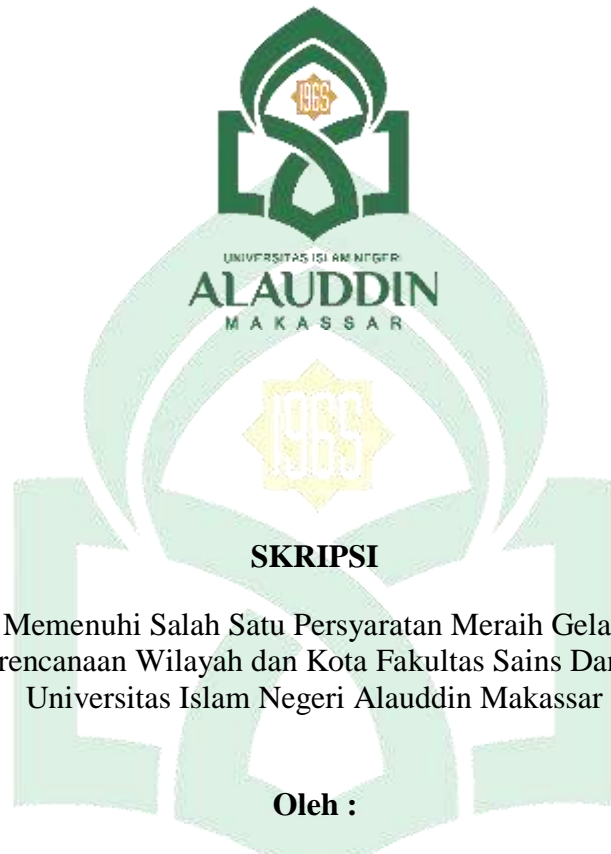 1965
UNIVERSITAS ISLAM NEGERI
ALAUDDIN
MAKASSAR
1965
SKRIPSI
Memenuhi Salah Satu Persyaratan Meraih Gela
rencanaan Wilayah dan Kota Fakultas Sains Dan
Universitas Islam Negeri Alauddin Makassar
Oleh :